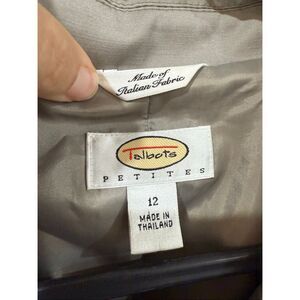 Made of
Italian Fabric
Talbots
PETITES
12
MADE IN
THAILAND